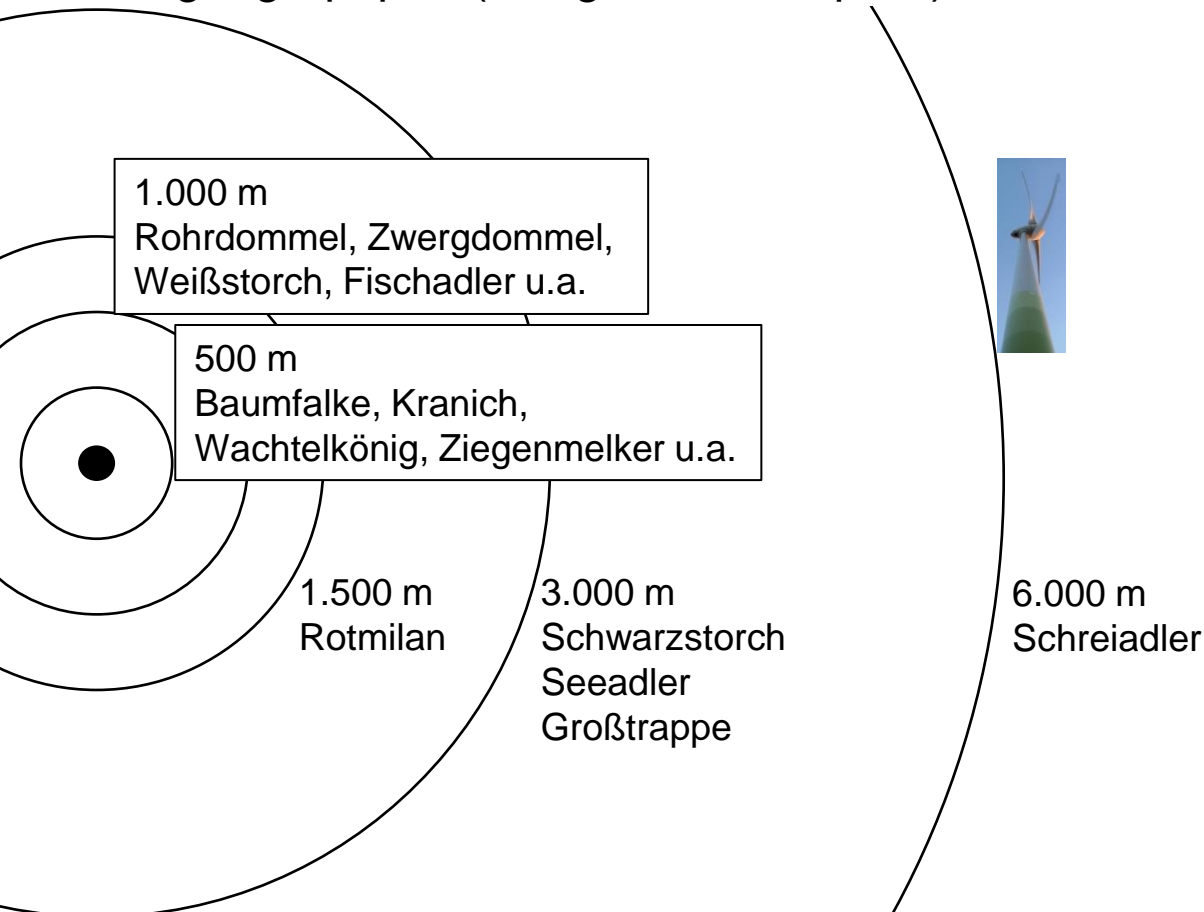 1.000 m
Rohrdommel, Zwergdommel,
Weißstorch, Fischadler u.a.
500 m
Baumfalke, Kranich,
Wachtelkönig, Ziegenmelker u.a.
1.500 m
Rotmilan
3.000 m
Schwarzstorch
Seeadler
Großtrappe
6.000 m
Schreiadler